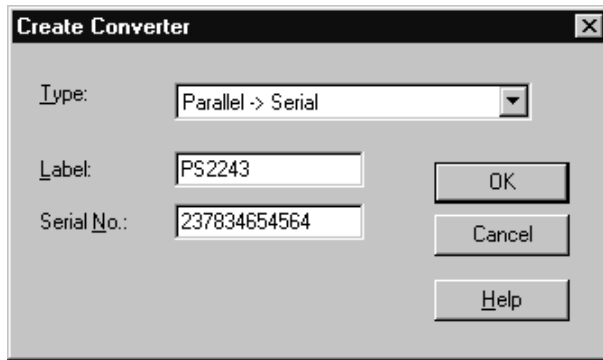 Create Converter
Type: Parallel -> Serial
Label: PS2243
OK
Serial No.: 237834654564
Cancel
Help